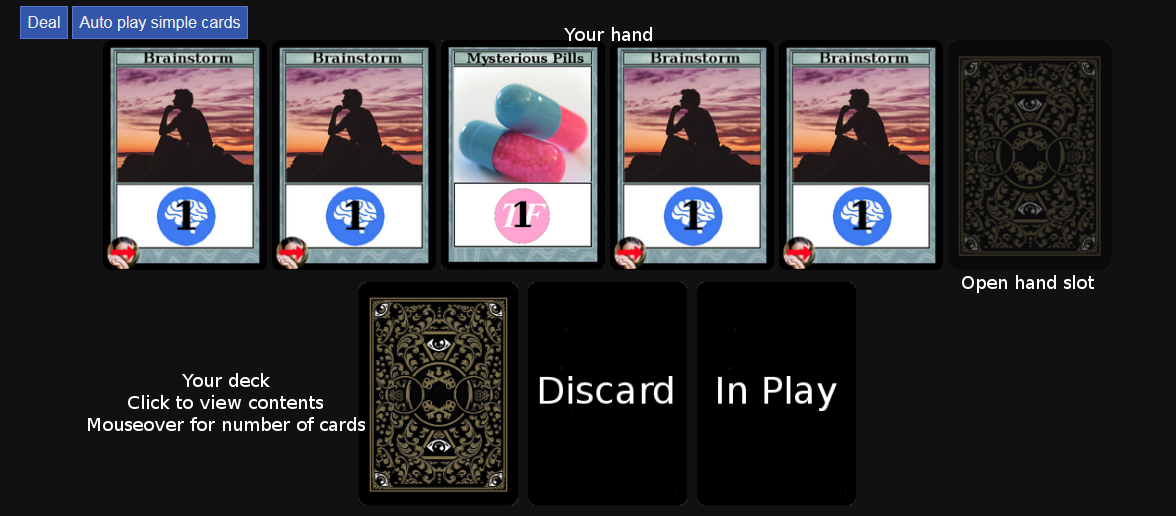 Deal
Auto play simple cards
Your hand
Brainstorm
Brainstorm
Mysterious Pills
Brainstorm
Brainstorm
1
1
TF
1
1
1
Open hand slot
Your deck
Click to view contents
Mouseover for number of cards
Discard
In Play